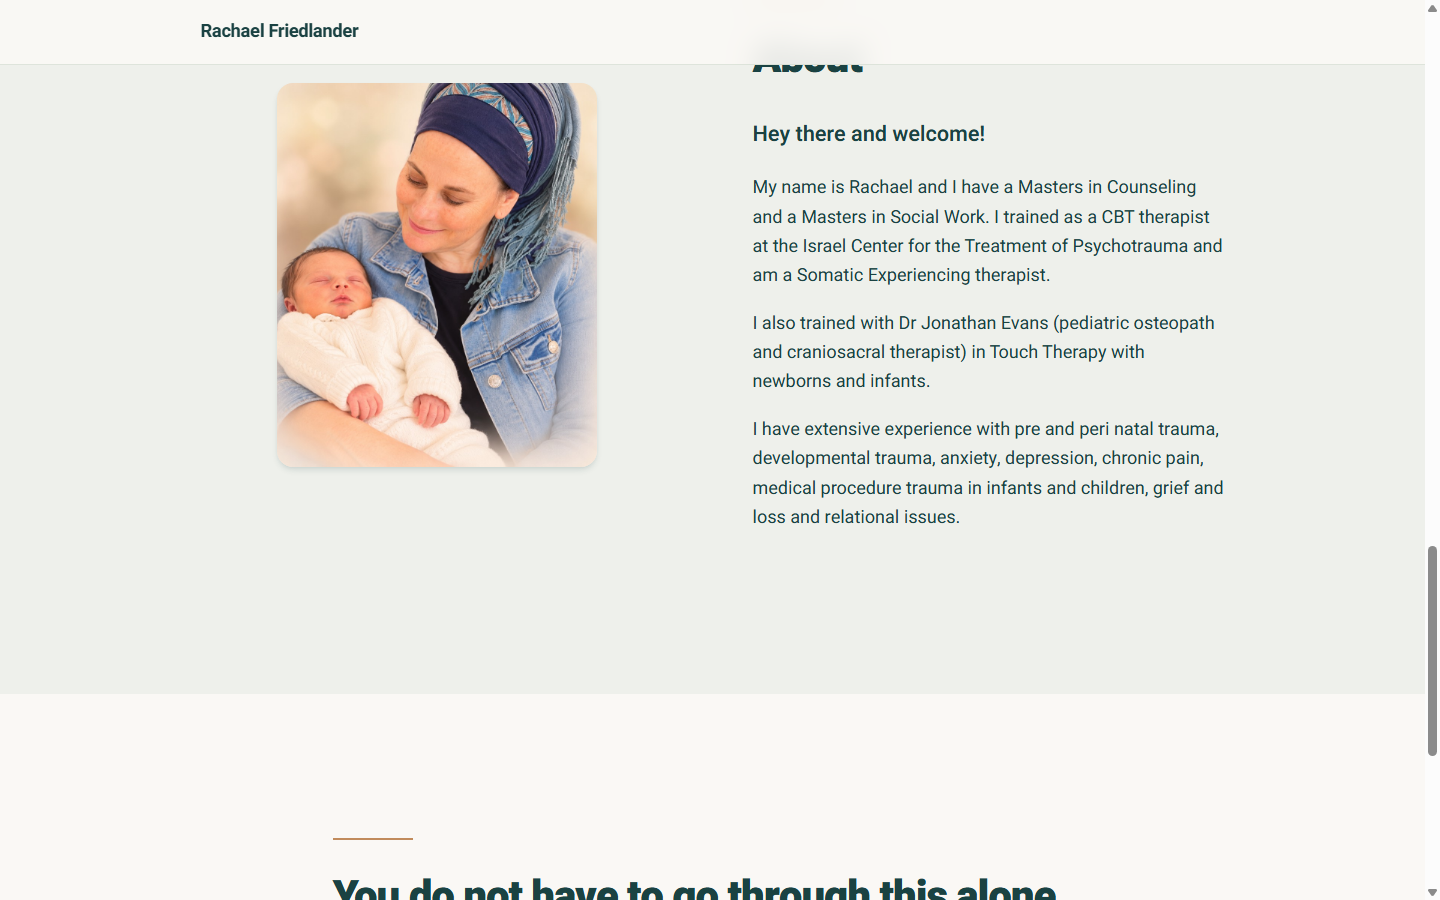 Rachael Friedlander
About
Hey there and welcome!
My name is Rachael and I have a Masters in Counseling
and a Masters in Social Work. I trained as a CBT therapist
at the Israel Center for the Treatment of Psychotrauma and
am a Somatic Experiencing therapist.
I also trained with Dr Jonathan Evans (pediatric osteopath
and craniosacral therapist) in Touch Therapy with
newborns and infants.
I have extensive experience with pre and peri natal trauma,
developmental trauma, anxiety, depression, chronic pain,
medical procedure trauma in infants and children, grief and
loss and relational issues.
You do not have to go through this alone